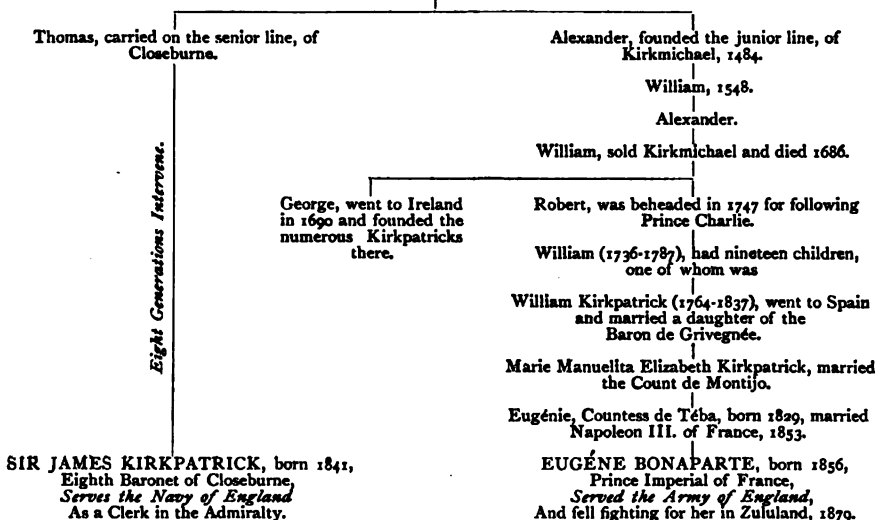 Thomas, carried on the senior line, of
Closeburne.
Eight Generations Intervene.
Alexander, founded the junior line, of
Kirkmichael, 1484.
William, 1548.
Alexander.
William, sold Kirkmichael and died 1686.
George, went to Ireland
in 1690 and founded the
numerous Kirkpatricks
there.
Robert, was beheaded in 1747 for following
Prince Charlie.
William (1736-1787), had nineteen children,
one of whom was
William Kirkpatrick (1764-1837), went to Spain
and married a daughter of the
Baron de Grivegnée.
Marie Manuelita Elizabeth Kirkpatrick, married
the Count de Montijo.
Eugénie, Countess de Téba, born 1829, married
Napoleon III. of France, 1853.
SIR JAMES KIRKPATRICK, born 1841,
Eighth Baronet of Closeburne,
Serves the Navy of England
As a Clerk in the Admiralty.
EUGÉNE BONAPARTE, born 1856,
Prince Imperial of France,
Served the Army of England,
And fell fighting for her in Zululand, 1879.